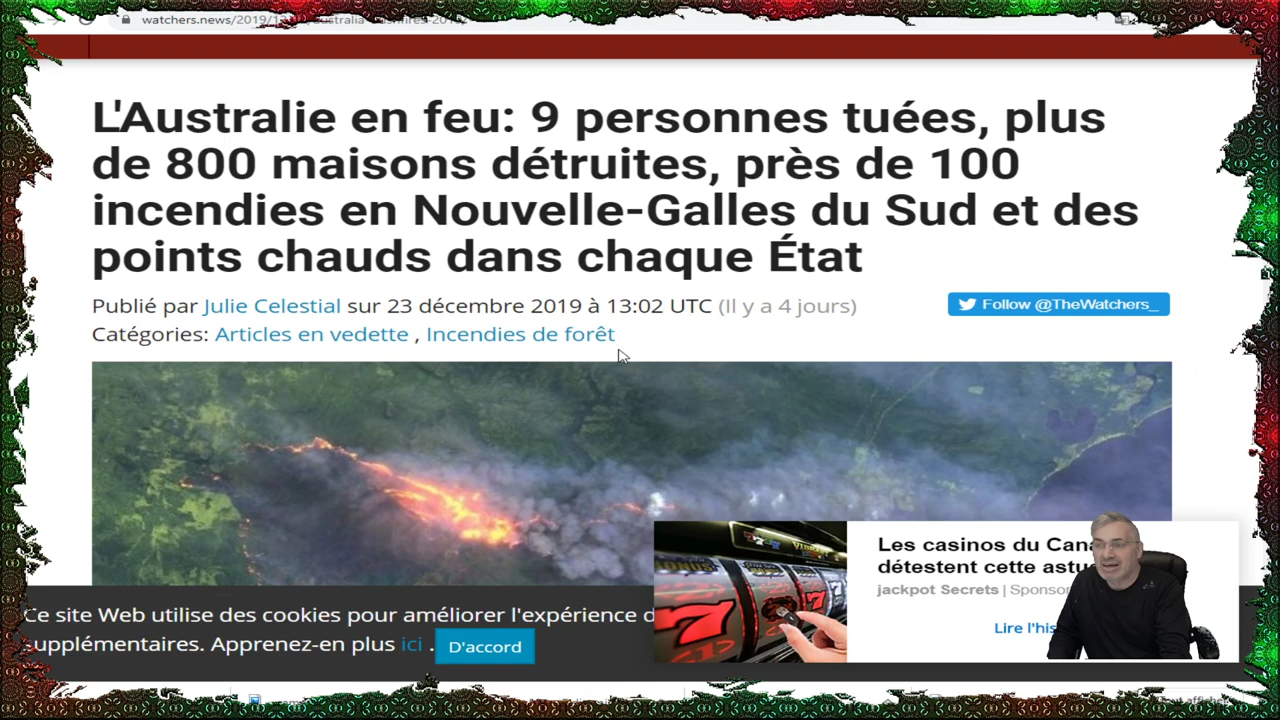 watchers.news/2019/12
L'Australie en feu: 9 personnes tuées, plus
de 800 maisons détruites, près de 100
incendies en Nouvelle-Galles du Sud et des
points chauds dans chaque État
Publié par Julie Celestial sur 23 décembre 2019 à 13:02 UTC (Il y a 4 jours)
Follow @TheWatchers_
Catégories: Articles en vedette , Incendies de forêt
Les casinos du
détestent cette
jackpot Secrets |
Lire
Ce site Web utilise des cookies pour améliorer l'expérience
supplémentaires. Apprenez-en plus ici .
D'accord